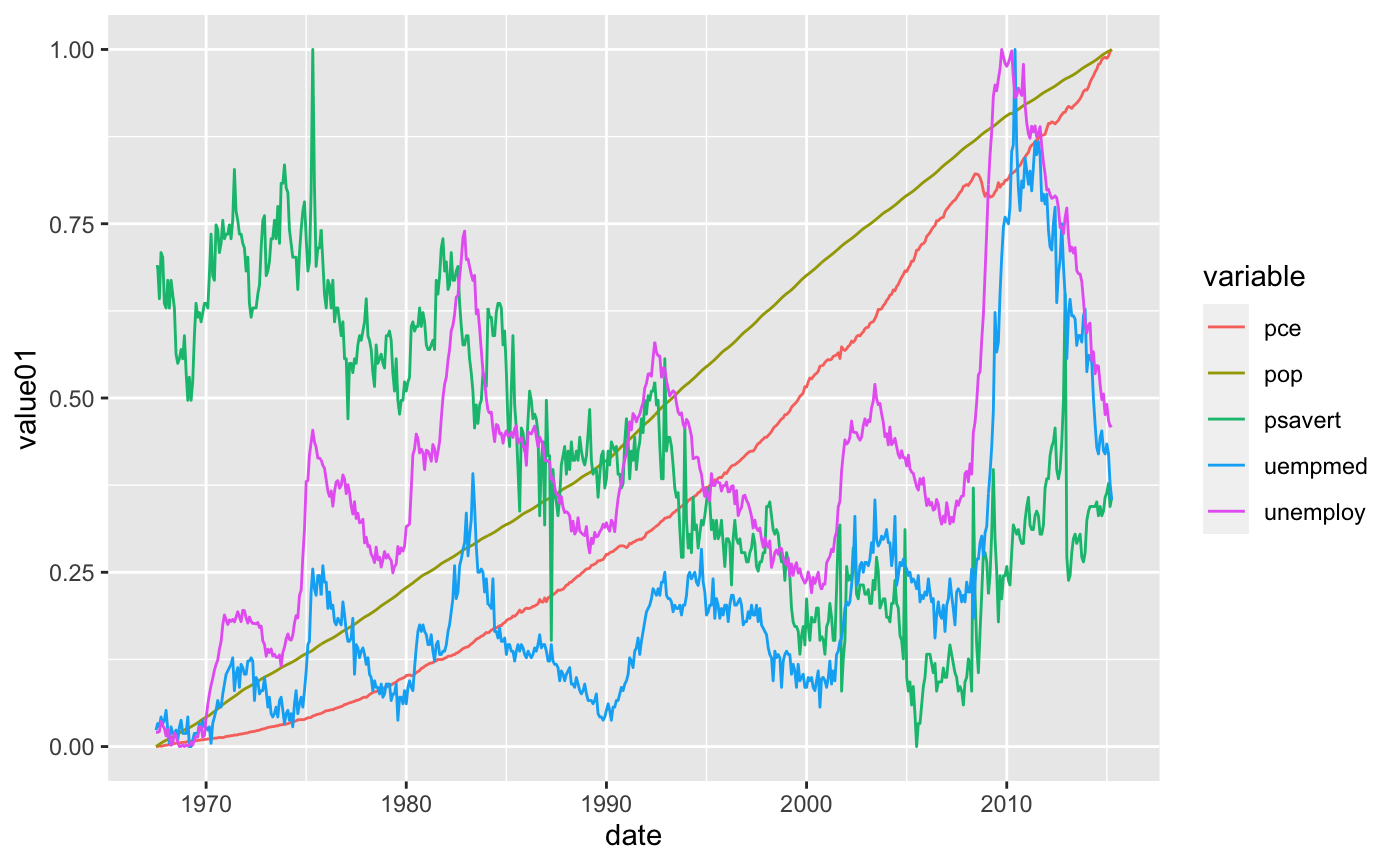 1.00
0.75
0.50
0.25
0.00
value01
1970 1980 1990 2000 2010
date
variable
pce
pop
psavert
uempmed
unemploy